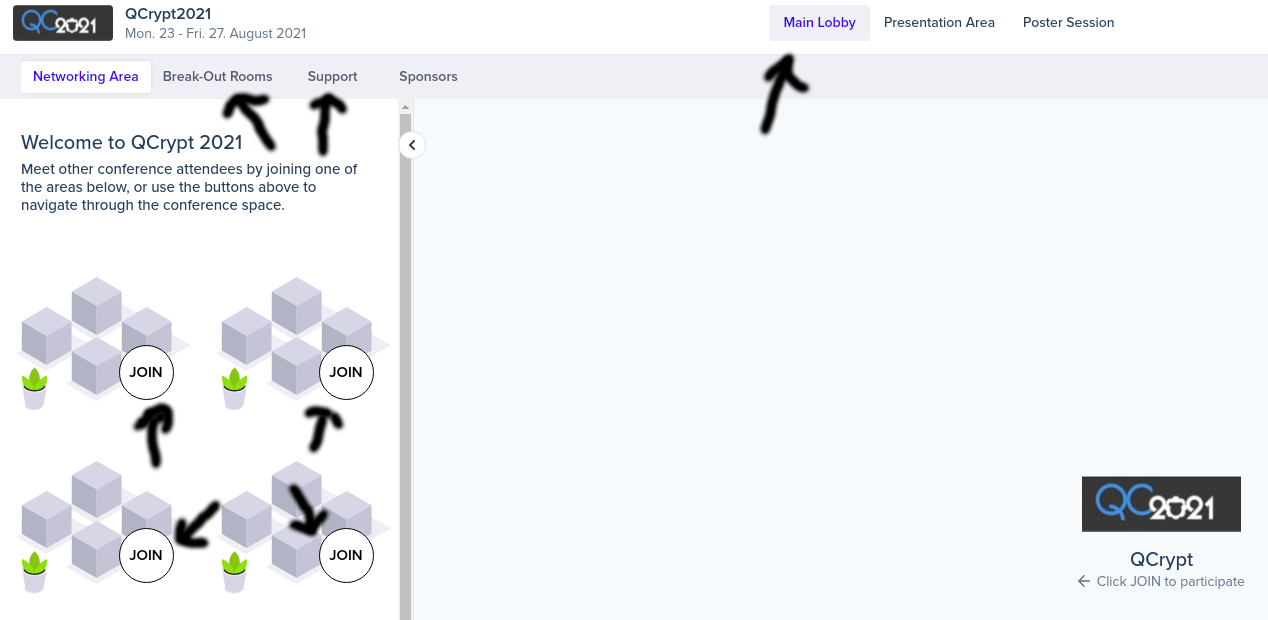 QC2021
QCrypt2021
Mon. 23 - Fri. 27. August 2021
Main Lobby
Presentation Area
Poster Session
Networking Area
Break-Out Rooms
Support
Sponsors
Welcome to QCrypt 2021
Meet other conference attendees by joining one of
the areas below, or use the buttons above to
navigate through the conference space.
JOIN
JOIN
JOIN
JOIN
QC2021
QCrypt
Click JOIN to participate